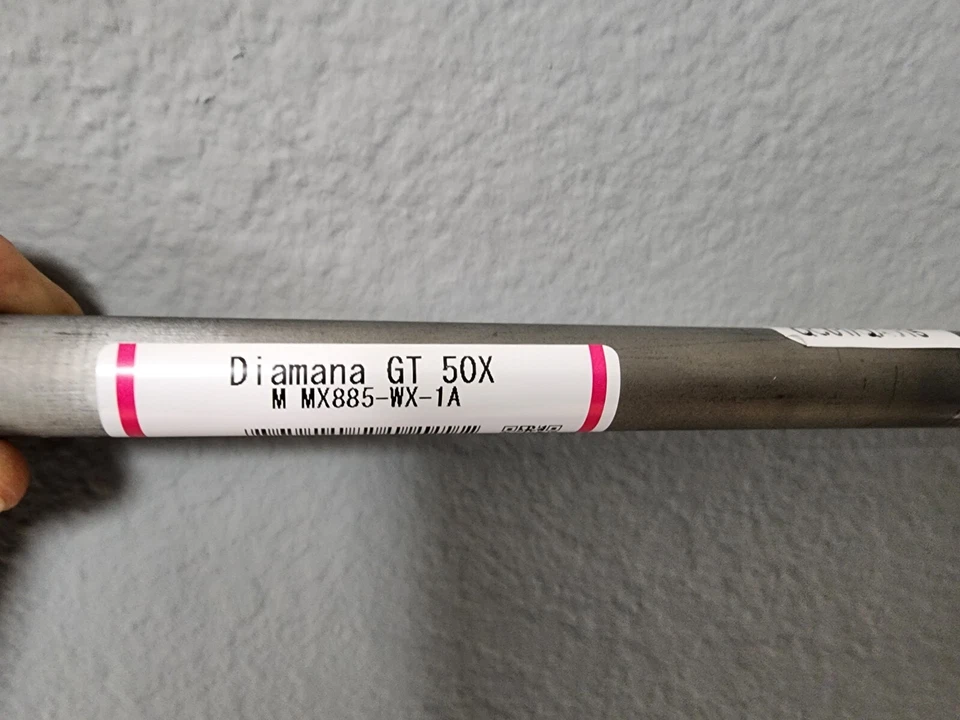 Diamana GT 50X
M MX885-WX-1A